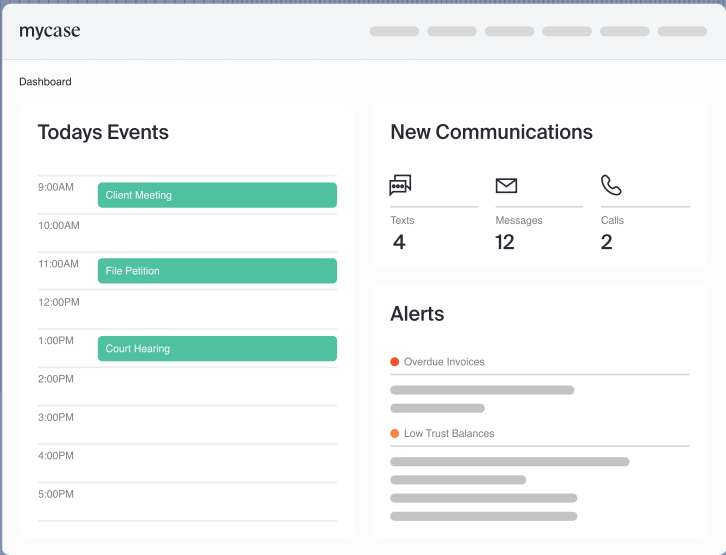 mycase
Dashboard
Todays Events
9:00AM
Client Meeting
10:00AM
11:00AM
File Petition
12:00PM
1:00PM
Court Hearing
2:00PM
3:00PM
4:00PM
5:00PM
New Communications
Texts
4
Messages
12
Calls
2
Alerts
Overdue Invoices
Low Trust Balances